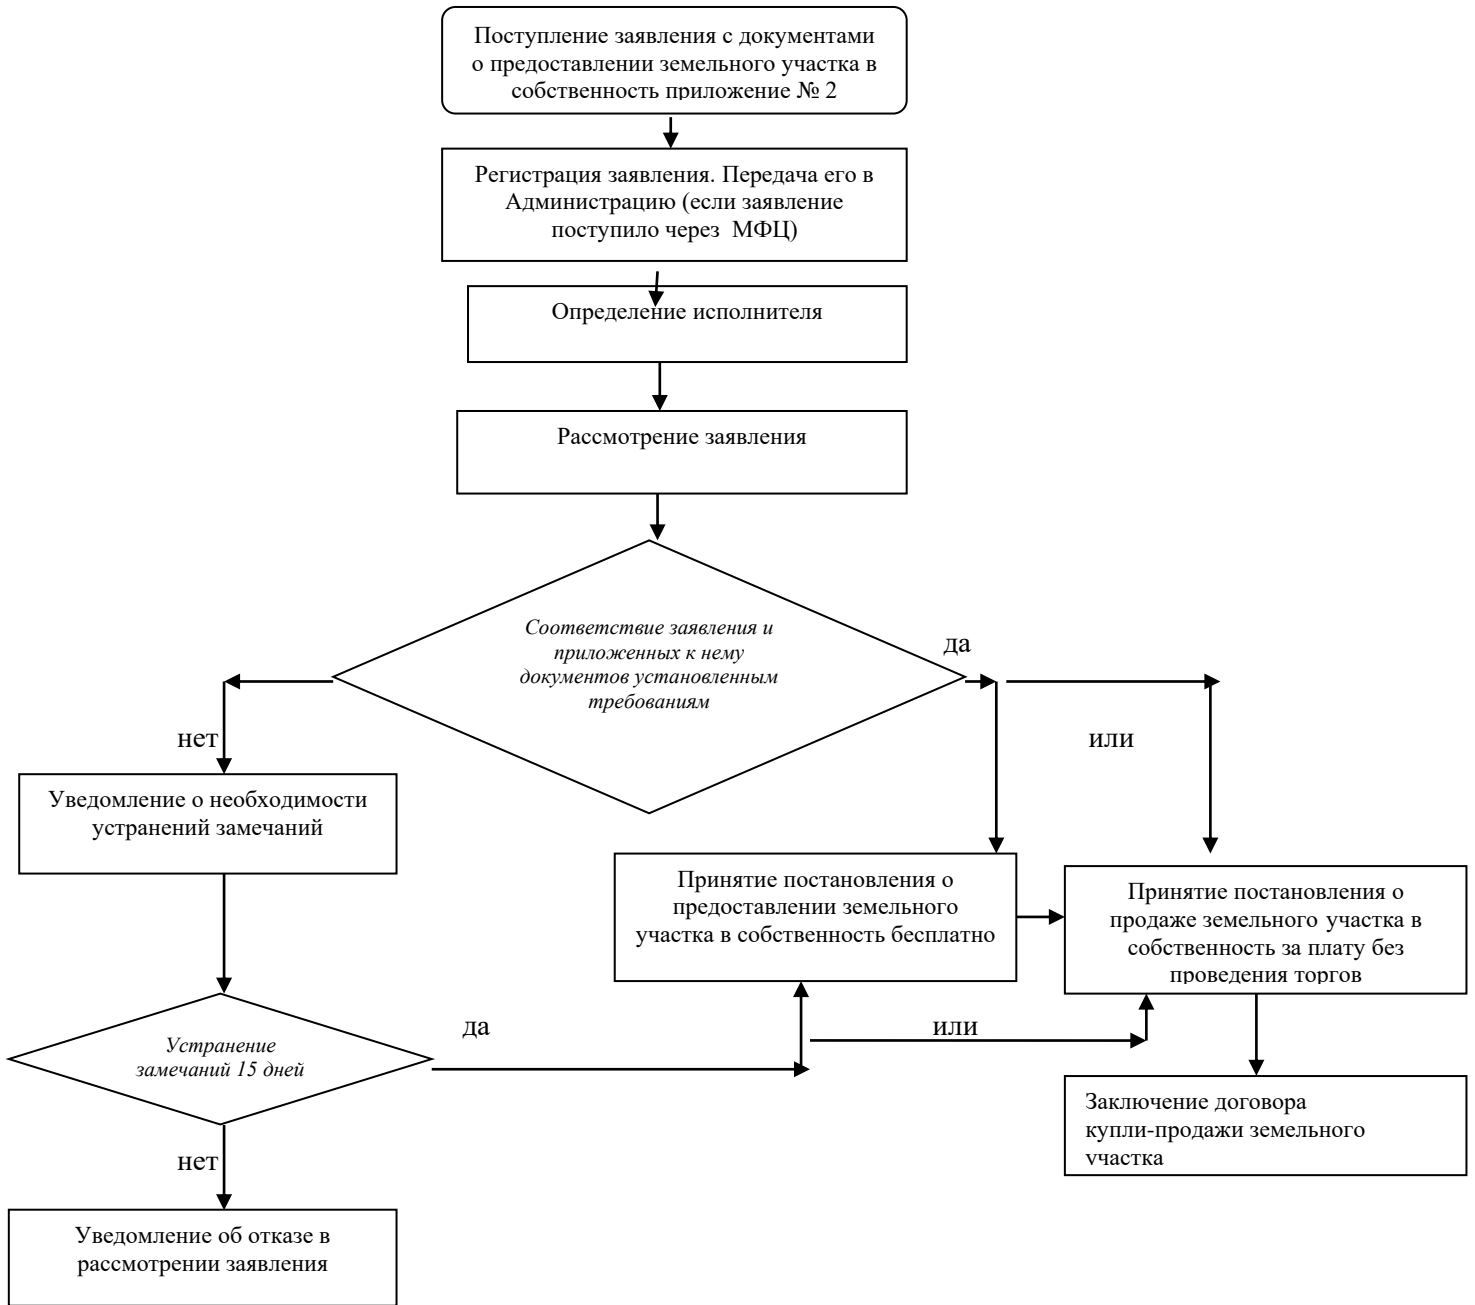 Поступление заявления с документами
о предоставлении земельного участка в
собственность приложение № 2
Регистрация заявления. Передача его в
Администрацию (если заявление
поступило через МФЦ)
Определение исполнителя
Рассмотрение заявления
Соответствие заявления и
приложенных к нему
документов установленным
требованиям
да
нет
или
Уведомление о необходимости
устранений замечаний
Принятие постановления о
предоставлении земельного
участка в собственность бесплатно
Принятие постановления о
продаже земельного участка в
собственность за плату без
проведения торгов
Устранение
замечаний 15 дней
да
или
нет
Заключение договора
купли-продажи земельного
участка
Уведомление об отказе в
рассмотрении заявления